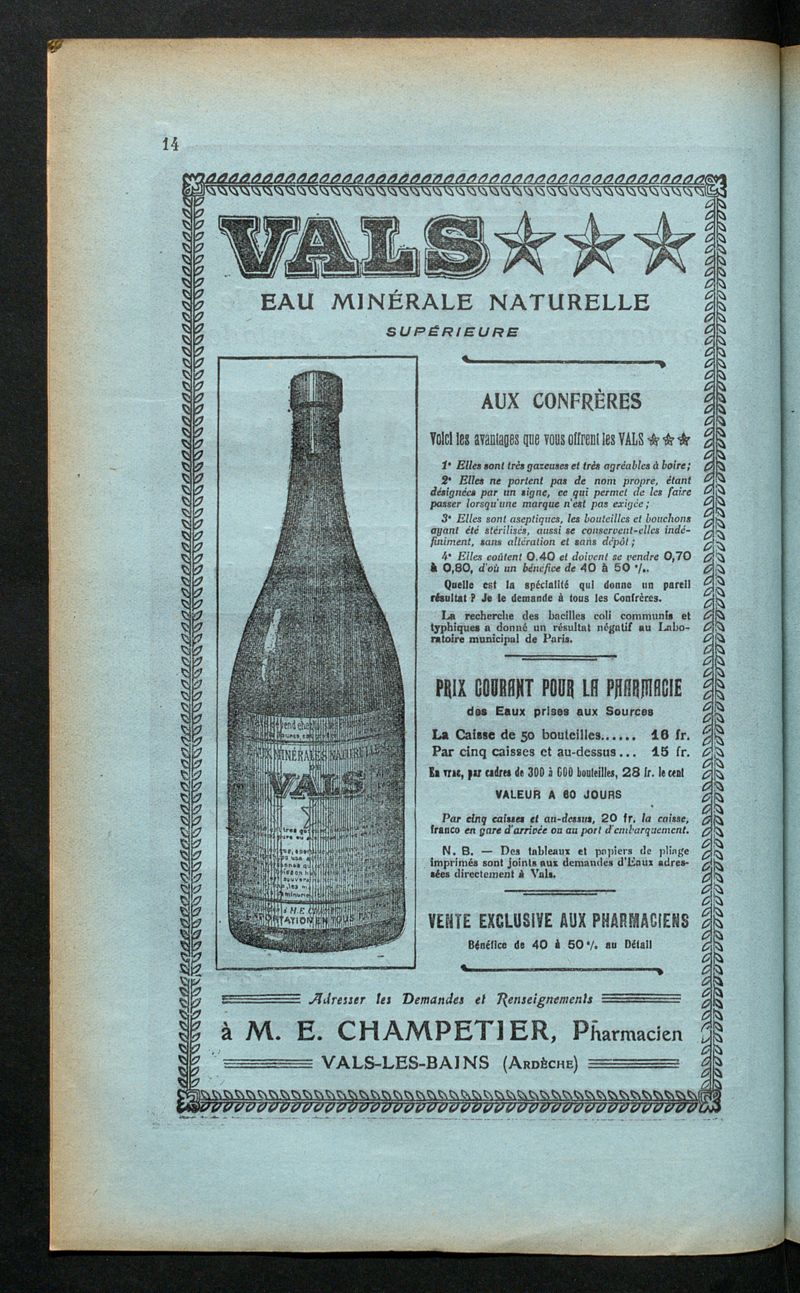 14
VALS ★★★
EAU MINÉRALE NATURELLE
SUPÉRIEURE
AUX CONFRÈRES
Voici les avantages que vous offrent les VALS ★★★
1° Elles sont très gazeuses et très agréables à boire ;
2° Elles ne portent pas de nom propre, étant
désignées par un signe, ce qui permet de les faire
passer lorsqu'une marque n'est pas exigée ;
3° Elles sont aseptiques, les bouteilles et bouchons
ayant été stérilisés, aussi se conservent-elles indé-
finiment, sans altération et sans dépôt ;
4° Elles coûtent 0.40 et doivent se vendre 0,70
à 0,80, d'où un bénéfice de 40 à 50 %.
Quelle est la spécialité qui donne un pareil
résultat ? Je le demande à tous les Confrères.
La recherche des bacilles coli communis et
typhiques a donné un résultat négatif au Labo-
ratoire municipal de Paris.
PRIX COURANT POUR LA PHARMACIE
des Eaux prises aux Sources
La Caisse de 50 bouteilles...... 16 fr.
Par cinq caisses et au-dessus... 15 fr.
En vrac, par cadres de 300 à 600 bouteilles, 28 fr. le cent
VALEUR A 60 JOURS
Par cinq caisses et au-dessus, 20 fr. la caisse,
franco en gare d'arrivée ou au port d'embarquement.
N. B. — Des tableaux et papiers de pliage
imprimés sont joints aux demandes d'Eaux adres-
sées directement à Vals.
VENTE EXCLUSIVE AUX PHARMACIENS
Bénéfice de 40 à 50 %. au Détail
EAUX MINÉRALES NATURELLES
VALS
EXPORTATION EN TOUS PAYS
Adresser les Demandes et Renseignements
à M. E. CHAMPETIER, Pharmacien
VALS-LES-BAINS (ARDÈCHE)